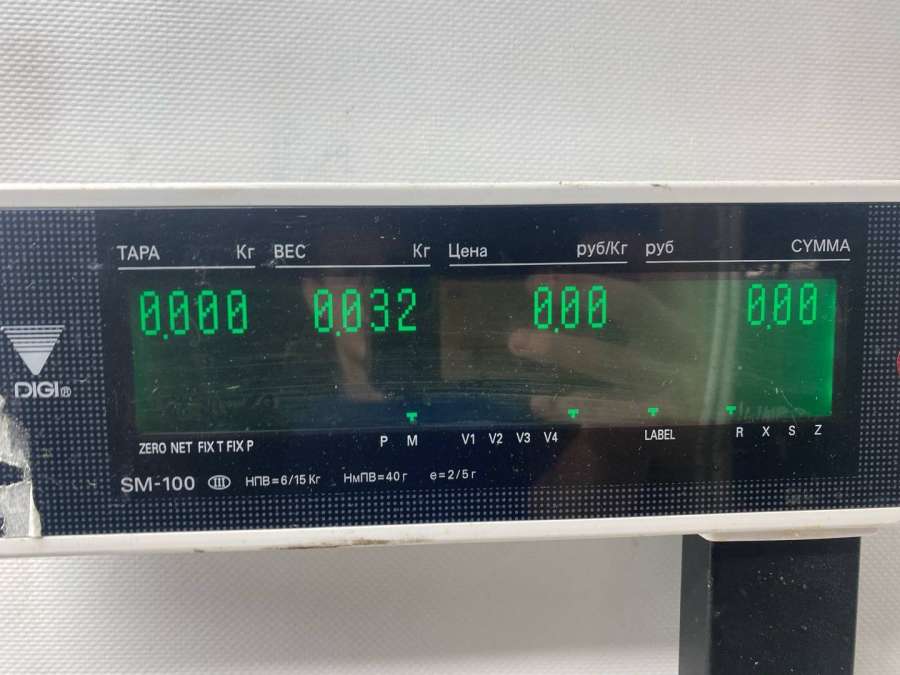 ТАРА Кг ВЕС Кг Цена руб/Кг руб СУММА
0.000 0.032 0.00 0.00
DIGI®
ZERO NET FIX T FIX P P M V1 V2 V3 V4 LABEL R X S Z
SM-100 III НПВ=6/15 Кг НмПВ=40 г e=2/5 г